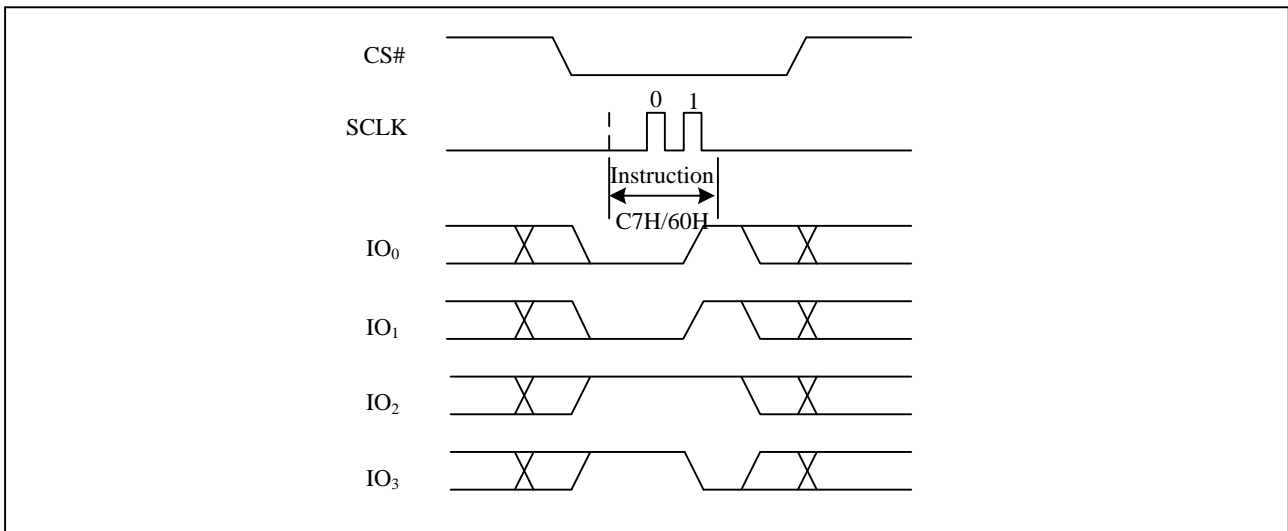 CS#
0 1
SCLK
Instruction
C7H/60H
IO₀
IO₁
IO₂
IO₃